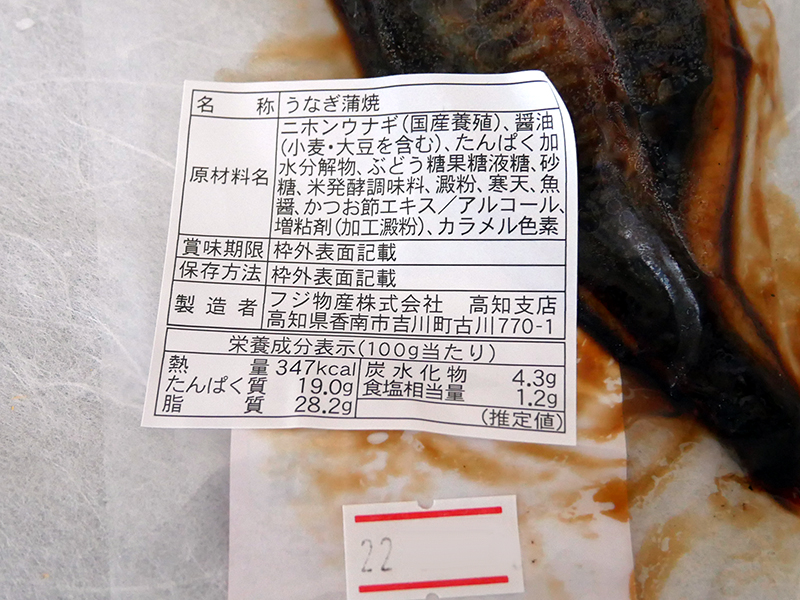 名称 うなぎ蒲焼
原材料名 ニホンウナギ(国産養殖)、醤油
(小麦・大豆を含む)、たんぱく加
水分解物、ぶどう糖果糖液糖、砂
糖、米発酵調味料、澱粉、寒天、魚
醤、かつお節エキス/アルコール、
増粘剤(加工澱粉)、カラメル色素
賞味期限 枠外表面記載
保存方法 枠外表面記載
製造者 フジ物産株式会社 高知支店
高知県香南市吉川町古川770-1
栄養成分表示(100g当たり)
熱量 347kcal 炭水化物 4.3g
たんぱく質 19.0g 食塩相当量 1.2g
脂質 28.2g
(推定値)
22